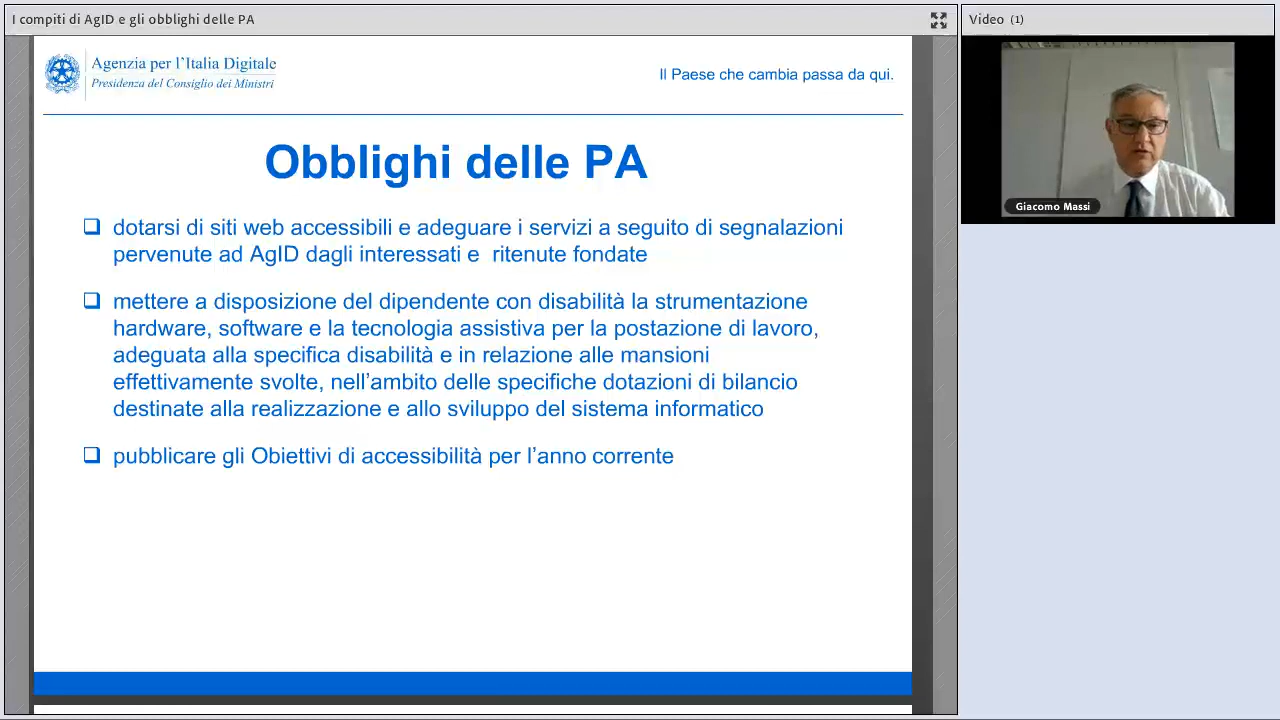 I compiti di AgID e gli obblighi delle PA
Video (1)
Agenzia per l'Italia Digitale
Presidenza del Consiglio dei Ministri
Il Paese che cambia passa da qui.
Giacomo Massi
Obblighi delle PA
❑ dotarsi di siti web accessibili e adeguare i servizi a seguito di segnalazioni
pervenute ad AgID dagli interessati e  ritenute fondate
❑ mettere a disposizione del dipendente con disabilità la strumentazione
hardware, software e la tecnologia assistiva per la postazione di lavoro,
adeguata alla specifica disabilità e in relazione alle mansioni
effettivamente svolte, nell'ambito delle specifiche dotazioni di bilancio
destinate alla realizzazione e allo sviluppo del sistema informatico
❑ pubblicare gli Obiettivi di accessibilità per l'anno corrente